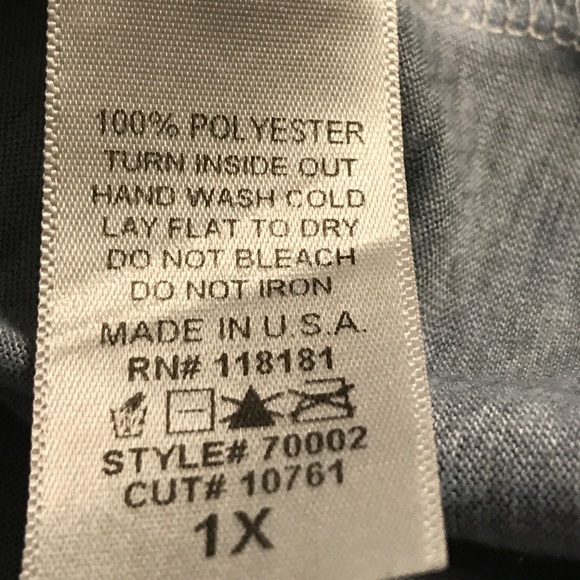 100% POLYESTER
TURN INSIDE OUT
HAND WASH COLD
LAY FLAT TO DRY
DO NOT BLEACH
DO NOT IRON
MADE IN U.S.A.
RN# 118181
STYLE# 70002
CUT# 10761
1X